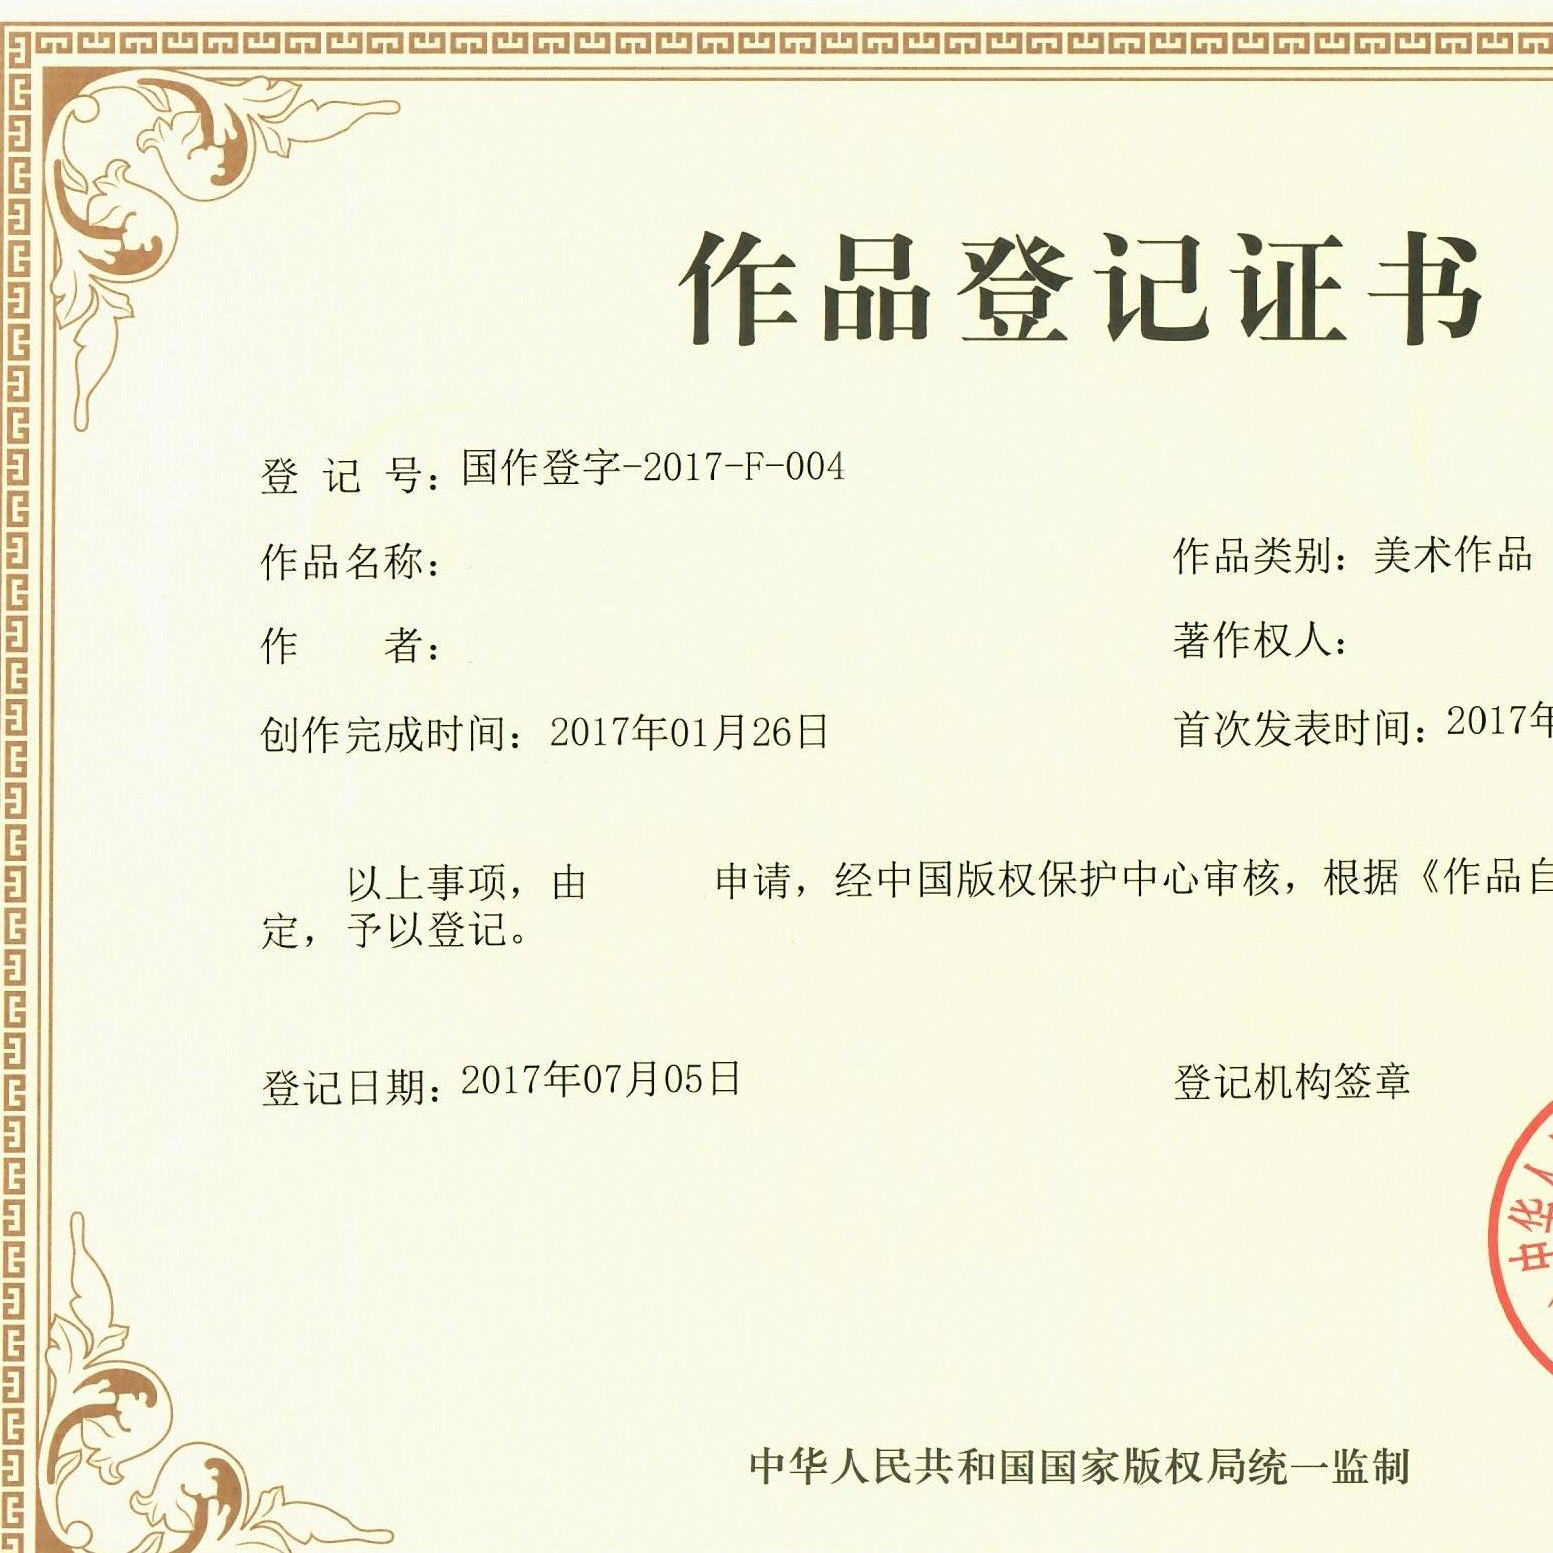 作品登记证书
登 记 号：国作登字-2017-F-004
作品名称：
作品类别：美术作品
作 者：
著作权人：
创作完成时间：2017年01月26日
首次发表时间：2017年
以上事项，由 申请，经中国版权保护中心审核，根据《作品自
定，予以登记。
登记日期：2017年07月05日
登记机构签章
中华人
中华人民共和国国家版权局统一监制